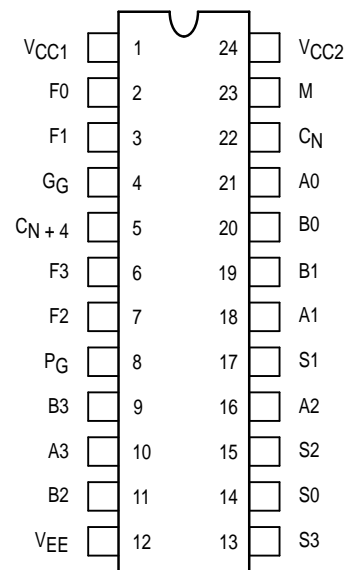 VCC1 1 24 VCC2
F0 2 23 M
F1 3 22 CN
GG 4 21 A0
CN + 4 5 20 B0
F3 6 19 B1
F2 7 18 A1
PG 8 17 S1
B3 9 16 A2
A3 10 15 S2
B2 11 14 S0
VEE 12 13 S3